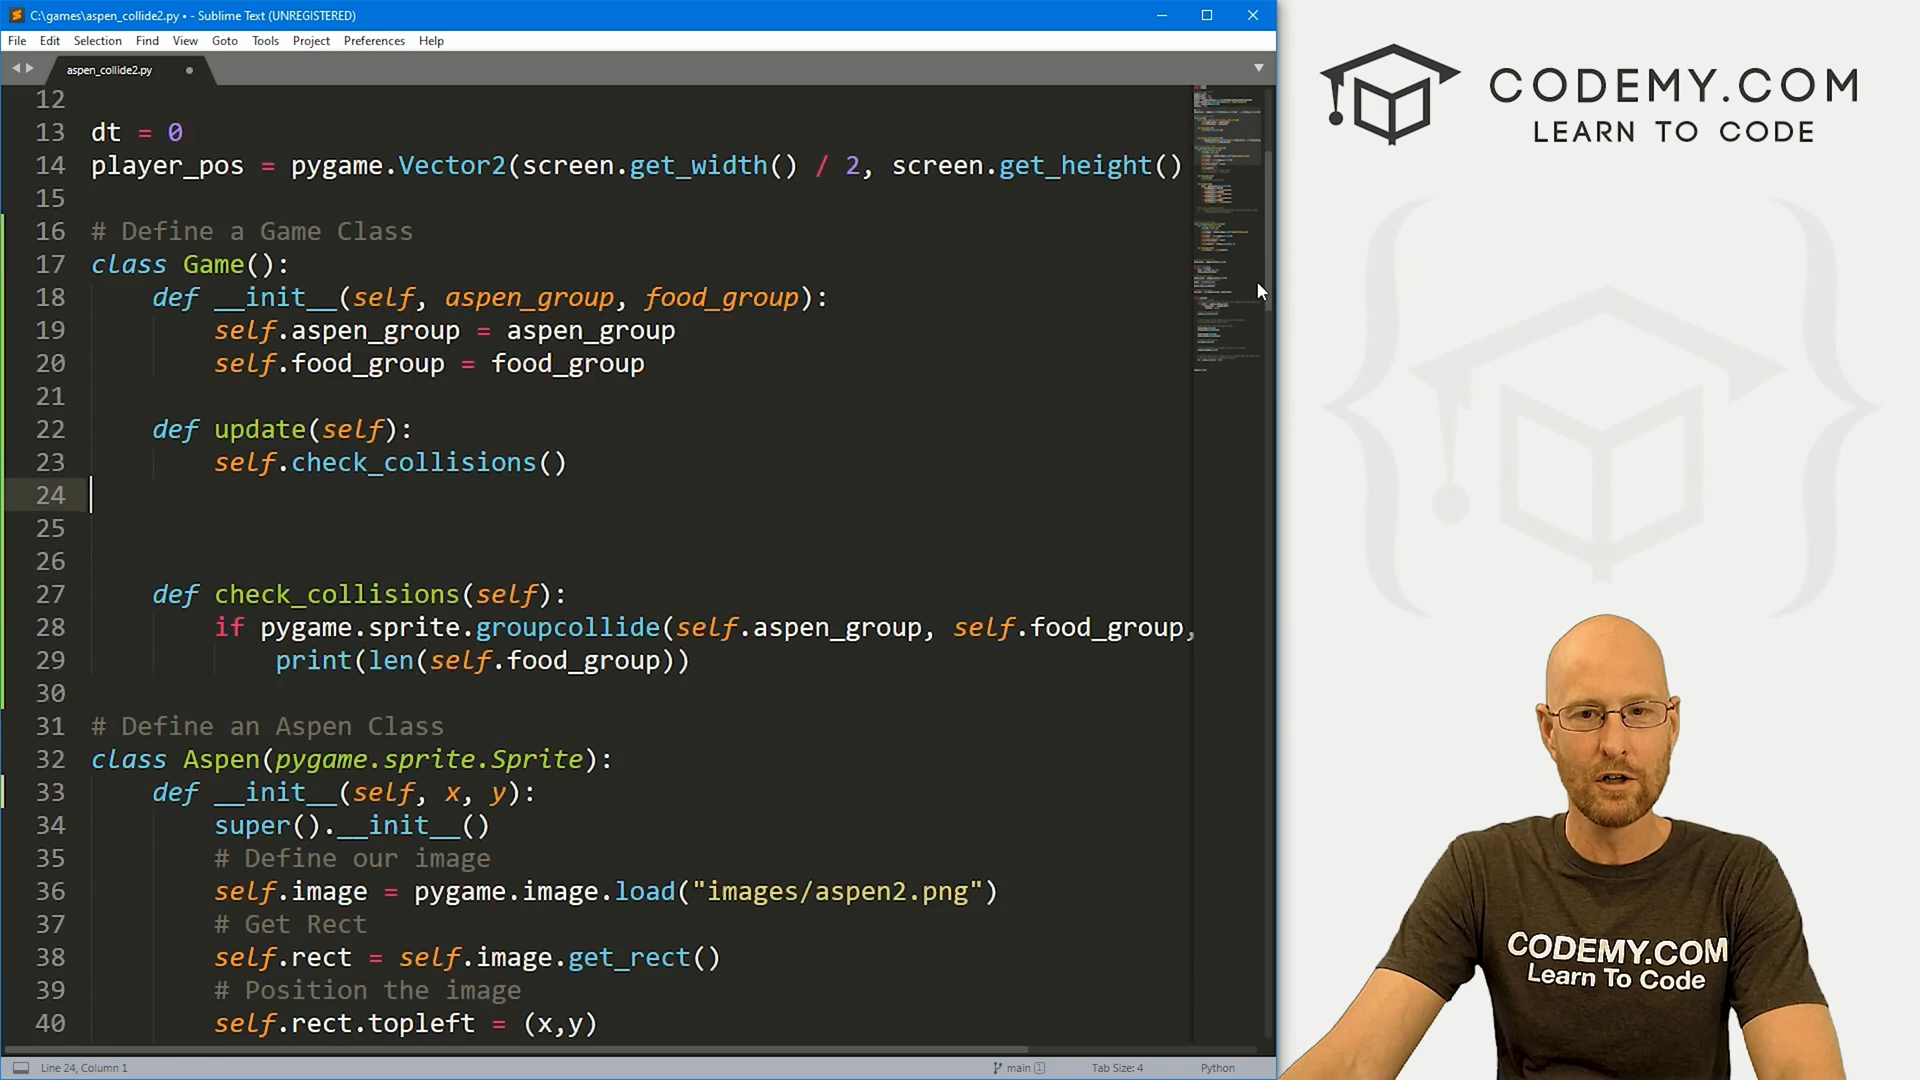 C:\games\aspen_collide2.py • - Sublime Text (UNREGISTERED)
File Edit Selection Find View Goto Tools Project Preferences Help
aspen_collide2.py
12
13 dt = 0
14 player_pos = pygame.Vector2(screen.get_width() / 2, screen.get_height()
15
16 # Define a Game Class
17 class Game():
18 def __init__(self, aspen_group, food_group):
19 self.aspen_group = aspen_group
20 self.food_group = food_group
21
22 def update(self):
23 self.check_collisions()
24
25
26
27 def check_collisions(self):
28 if pygame.sprite.groupcollide(self.aspen_group, self.food_group,
29 print(len(self.food_group))
30
31 # Define an Aspen Class
32 class Aspen(pygame.sprite.Sprite):
33 def __init__(self, x, y):
34 super().__init__()
35 # Define our image
36 self.image = pygame.image.load("images/aspen2.png")
37 # Get Rect
38 self.rect = self.image.get_rect()
39 # Position the image
40 self.rect.topleft = (x,y)
Line 24, Column 1
main 1
Tab Size: 4
Python
CODEMY.COM
LEARN TO CODE
CODEMY.COM
Learn To Code